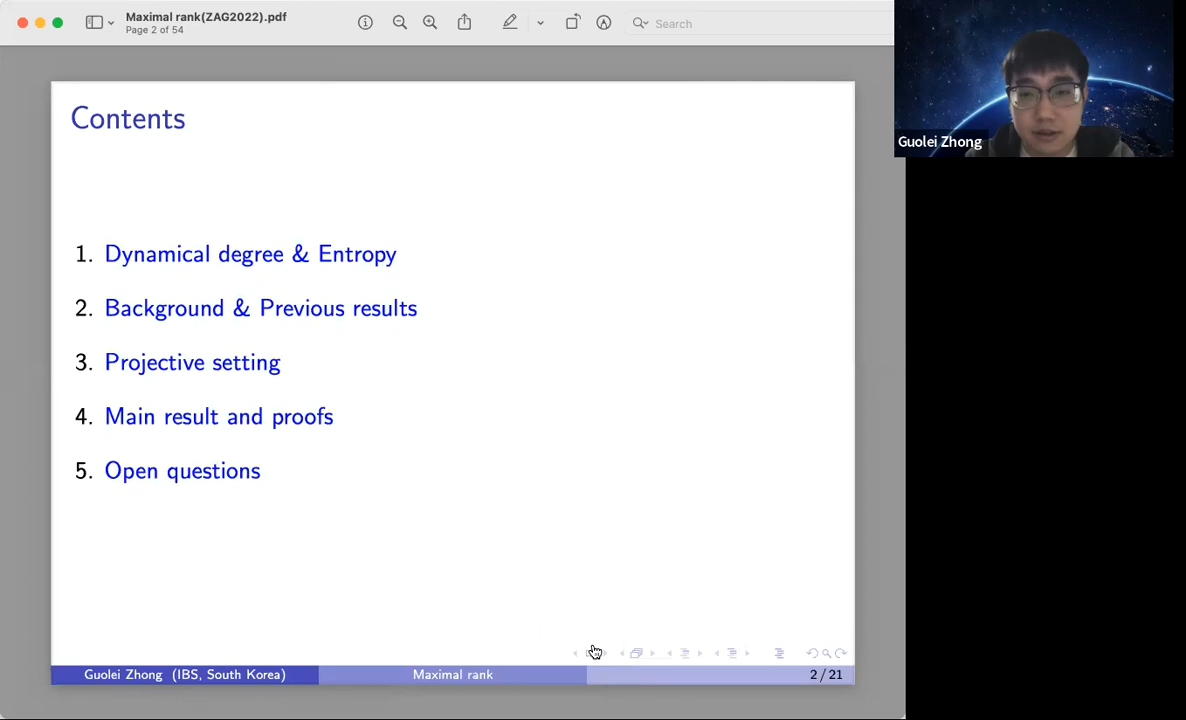 Maximal rank(ZAG2022).pdf
Page 2 of 54
Search
Guolei Zhong
Contents
1. Dynamical degree & Entropy
2. Background & Previous results
3. Projective setting
4. Main result and proofs
5. Open questions
Guolei Zhong (IBS, South Korea) Maximal rank 2 / 21